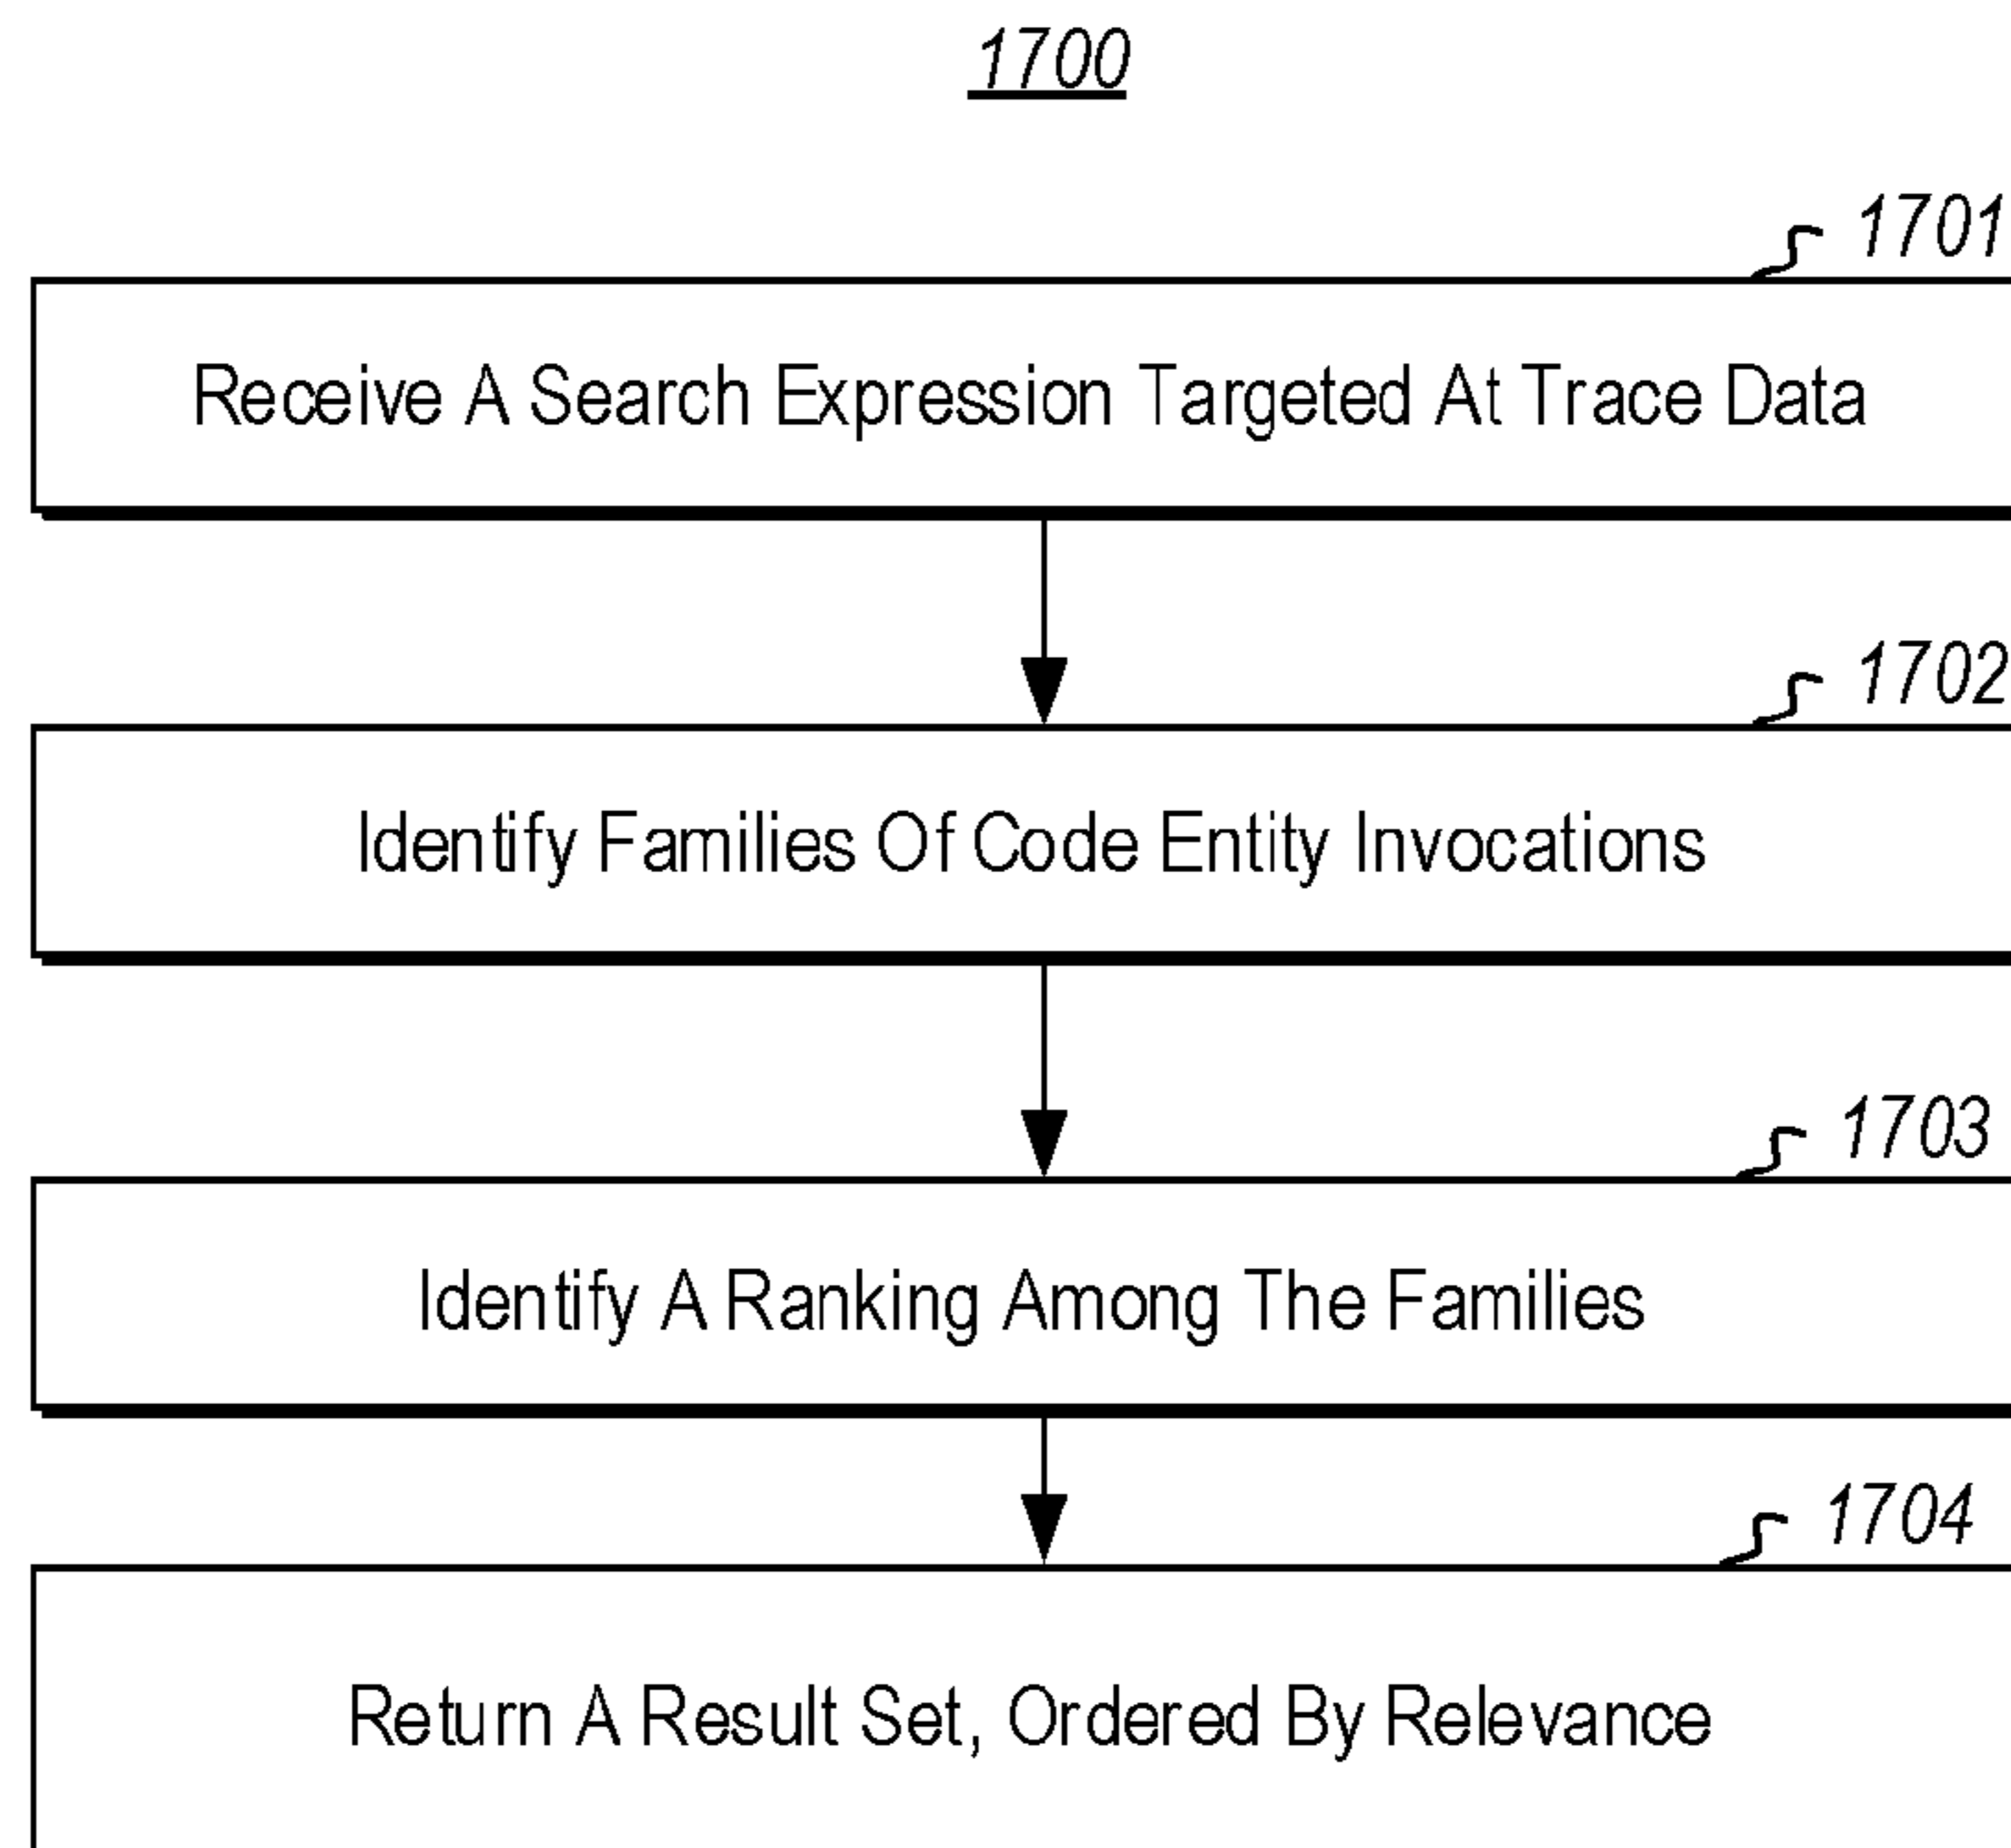 1700
1701
Receive A Search Expression Targeted At Trace Data
1702
Identify Families Of Code Entity Invocations
1703
Identify A Ranking Among The Families
1704
Return A Result Set, Ordered By Relevance